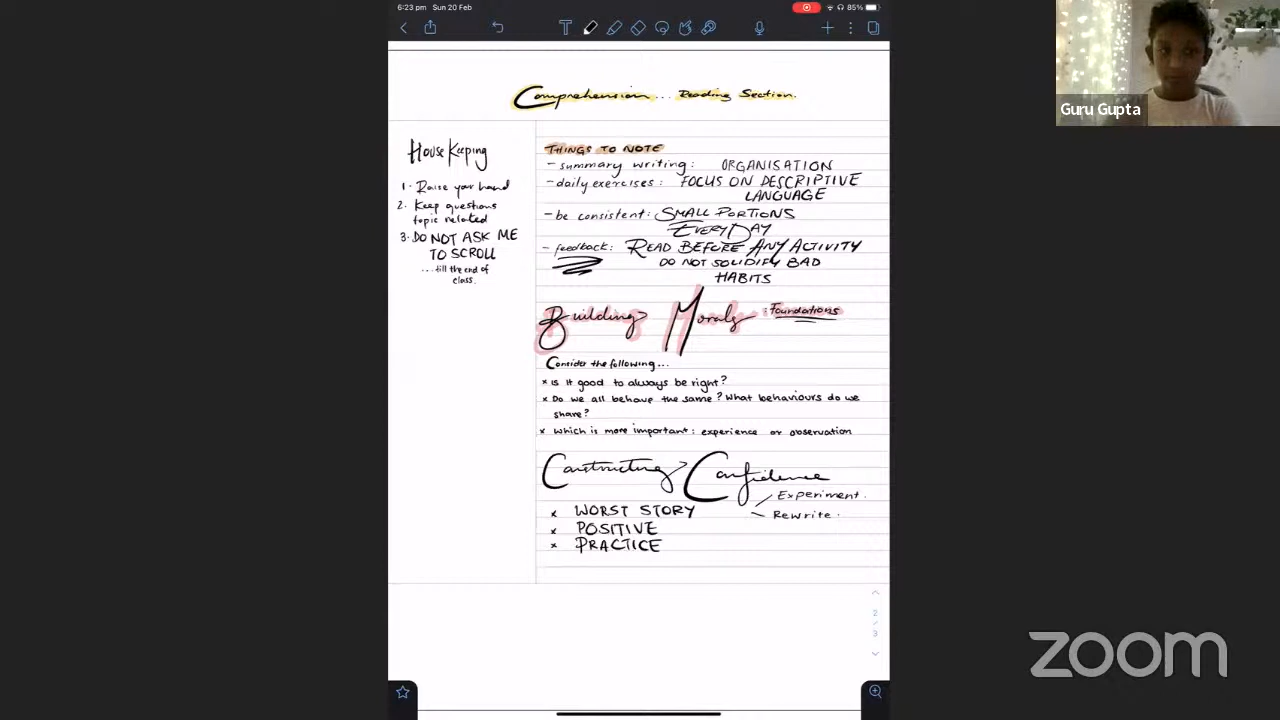 6:23 pm Sun 20 Feb
85%
Comprehension... Reading Section.
House Keeping
1. Raise your hand
2. Keep questions
topic related
3. DO NOT ASK ME
TO SCROLL
...till the end of
class.
THINGS TO NOTE
- summary writing: ORGANISATION
- daily exercises: FOCUS ON DESCRIPTIVE
LANGUAGE
- be consistent: SMALL PORTIONS
EVERY DAY
- feedback: READ BEFORE ANY ACTIVITY
DO NOT SOLIDIFY BAD
HABITS
Building Morals: Foundations
Consider the following...
x Is it good to always be right?
x Do we all behave the same? What behaviours do we
share?
x Which is more important: experience or observation
Constructing Confidence
Experiment.
Rewrite.
x WORST STORY
x POSITIVE
x PRACTICE
2
/
3
Guru Gupta
zoom